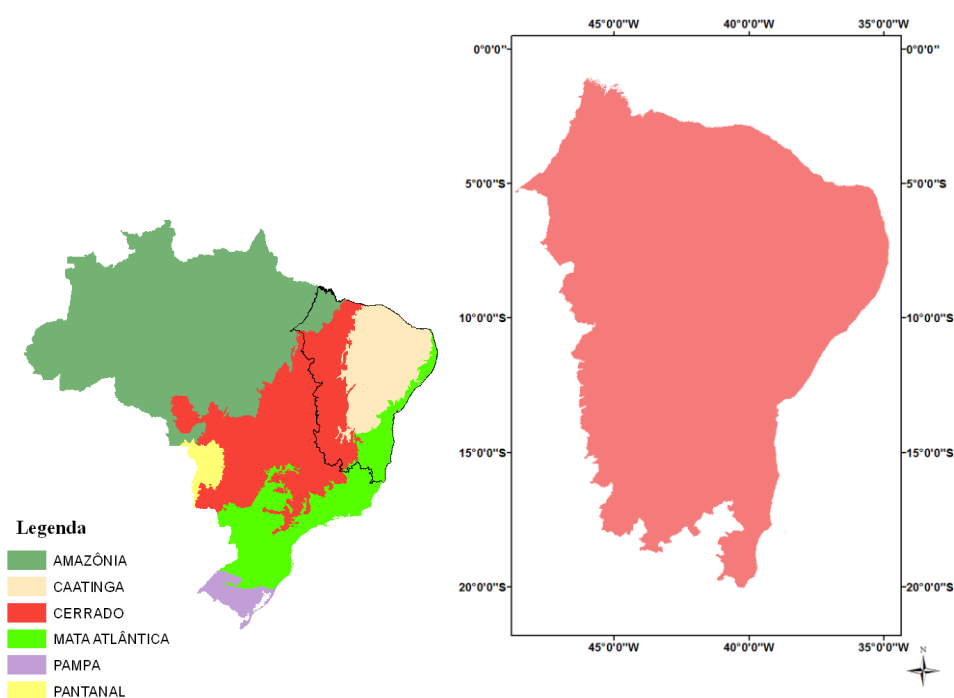 45°0'0"W 40°0'0"W 35°0'0"W
0°0'0" 0°0'0"
5°0'0"S 5°0'0"S
10°0'0"S 10°0'0"S
15°0'0"S 15°0'0"S
20°0'0"S 20°0'0"S
45°0'0"W 40°0'0"W 35°0'0"W
N
Legenda
AMAZÔNIA
CAATINGA
CERRADO
MATA ATLÂNTICA
PAMPA
PANTANAL